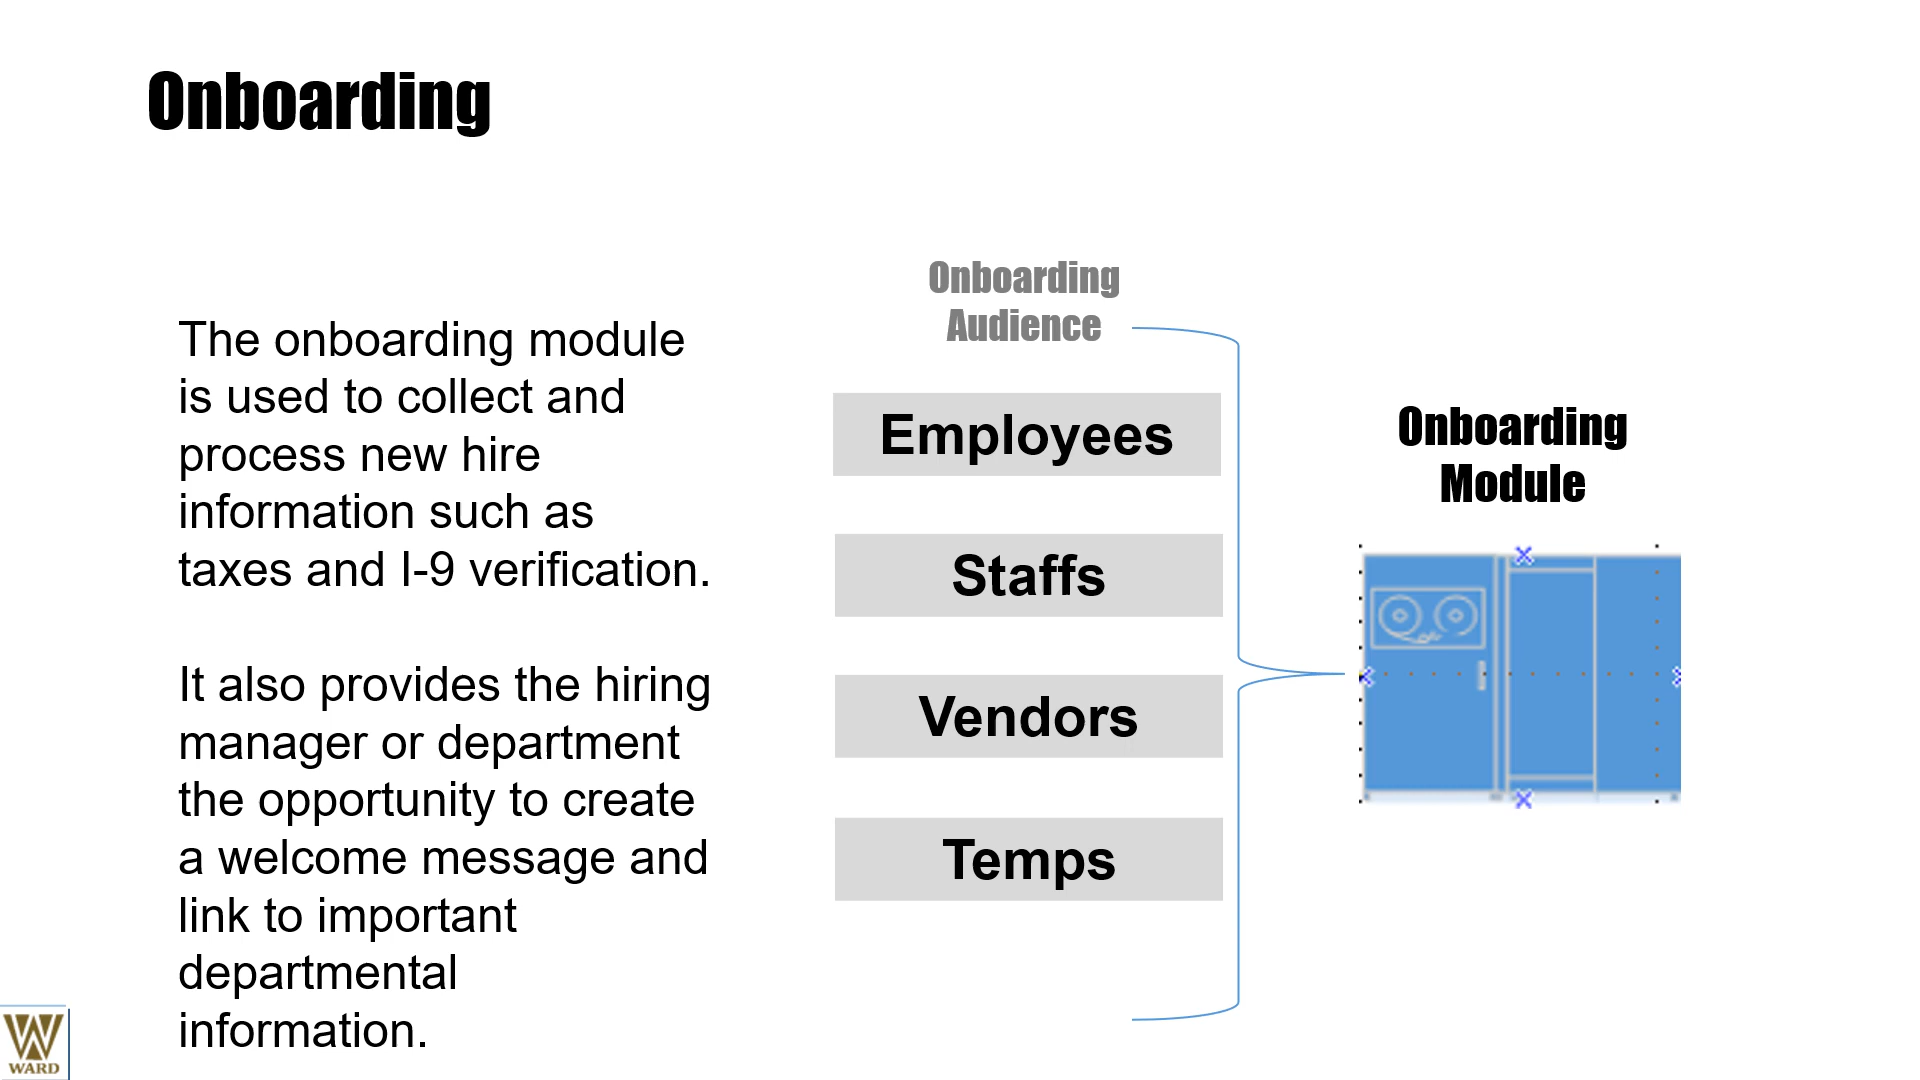 Onboarding
The onboarding module
is used to collect and
process new hire
information such as
taxes and I-9 verification.
It also provides the hiring
manager or department
the opportunity to create
a welcome message and
link to important
departmental
information.
Onboarding
Audience
Employees
Staffs
Vendors
Temps
Onboarding
Module
W
WARD